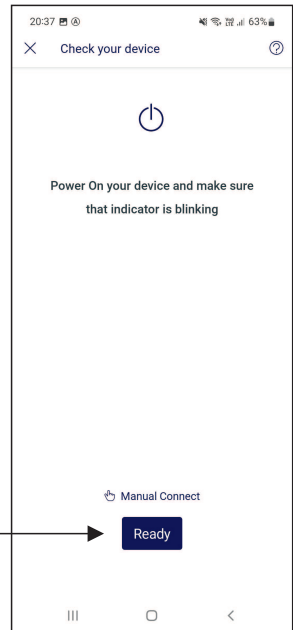 20:37 63%
Check your device
Power On your device and make sure
that indicator is blinking
Manual Connect
Ready